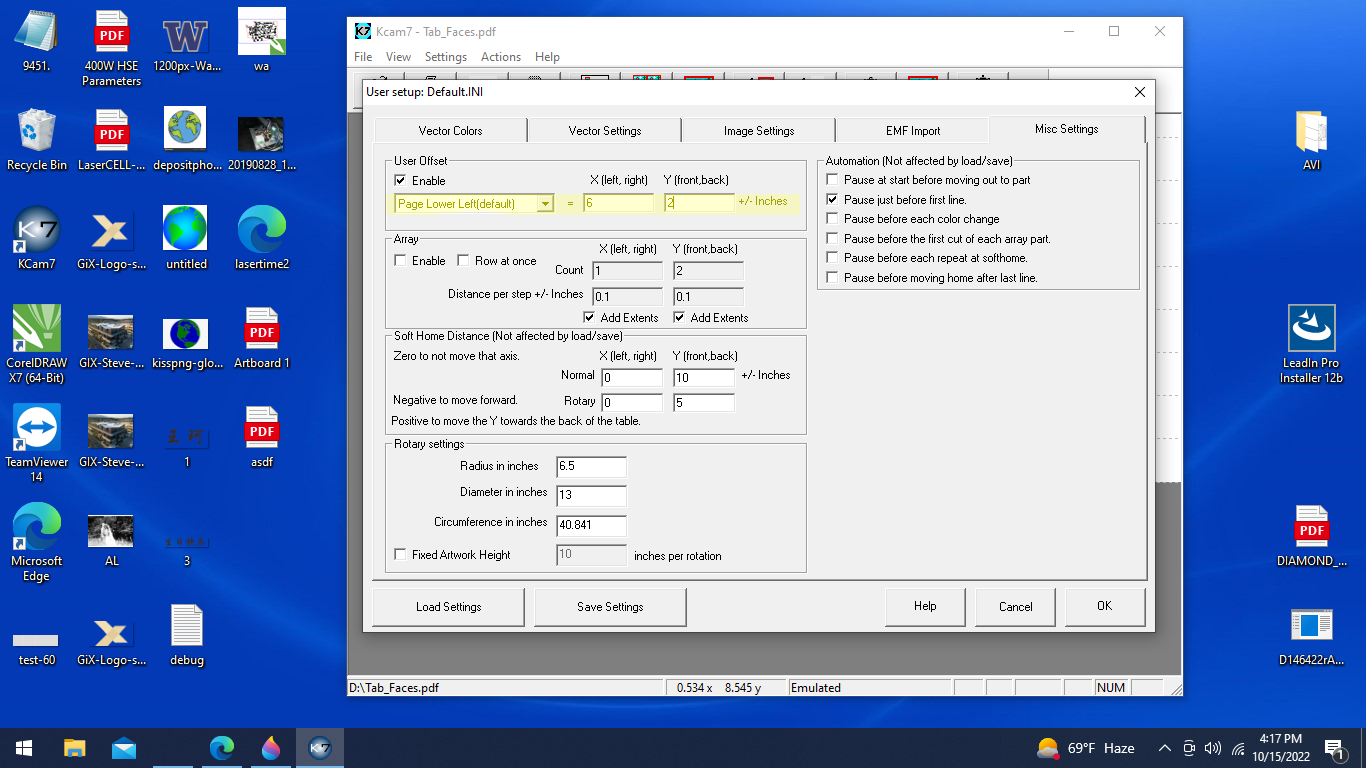 9451.
PDF
400W HSE
Parameters
W
1200px-Wa...
wa
Recycle Bin
PDF
LaserCELL-...
depositpho...
20190828_1...
K7
KCam7
GiX-Logo-s...
untitled
lasertime2
CorelDRAW
X7 (64-Bit)
GIX-Steve-...
kisspng-glo...
PDF
Artboard 1
TeamViewer
14
GIX-Steve-...
1
PDF
asdf
Microsoft
Edge
AL
3
test-60
GiX-Logo-s...
debug
AVI
LeadIn Pro
Installer 12b
PDF
DIAMOND_...
D146422rA...
K7 Kcam7 - Tab_Faces.pdf
File View Settings Actions Help
User setup: Default.INI
Vector Colors
Vector Settings
Image Settings
EMF Import
Misc Settings
User Offset
Enable
X (left, right) Y (front,back)
Page Lower Left(default) = 6 2 +/- Inches
Array
X (left, right) Y (front,back)
Enable Row at once
Count 1 2
Distance per step +/- Inches 0.1 0.1
Add Extents Add Extents
Soft Home Distance (Not affected by load/save)
Zero to not move that axis. X (left, right) Y (front,back)
Normal 0 10 +/- Inches
Negative to move forward. Rotary 0 5
Positive to move the Y towards the back of the table.
Rotary settings
Radius in inches 6.5
Diameter in inches 13
Circumference in inches 40.841
Fixed Artwork Height 10 inches per rotation
Automation (Not affected by load/save)
Pause at start before moving out to part
Pause just before first line.
Pause before each color change
Pause before the first cut of each array part.
Pause before each repeat at softhome.
Pause before moving home after last line.
Load Settings
Save Settings
Help
Cancel
OK
D:\Tab_Faces.pdf 0.534 x 8.545 y Emulated NUM
K7
69°F Haze
4:17 PM
10/15/2022
1